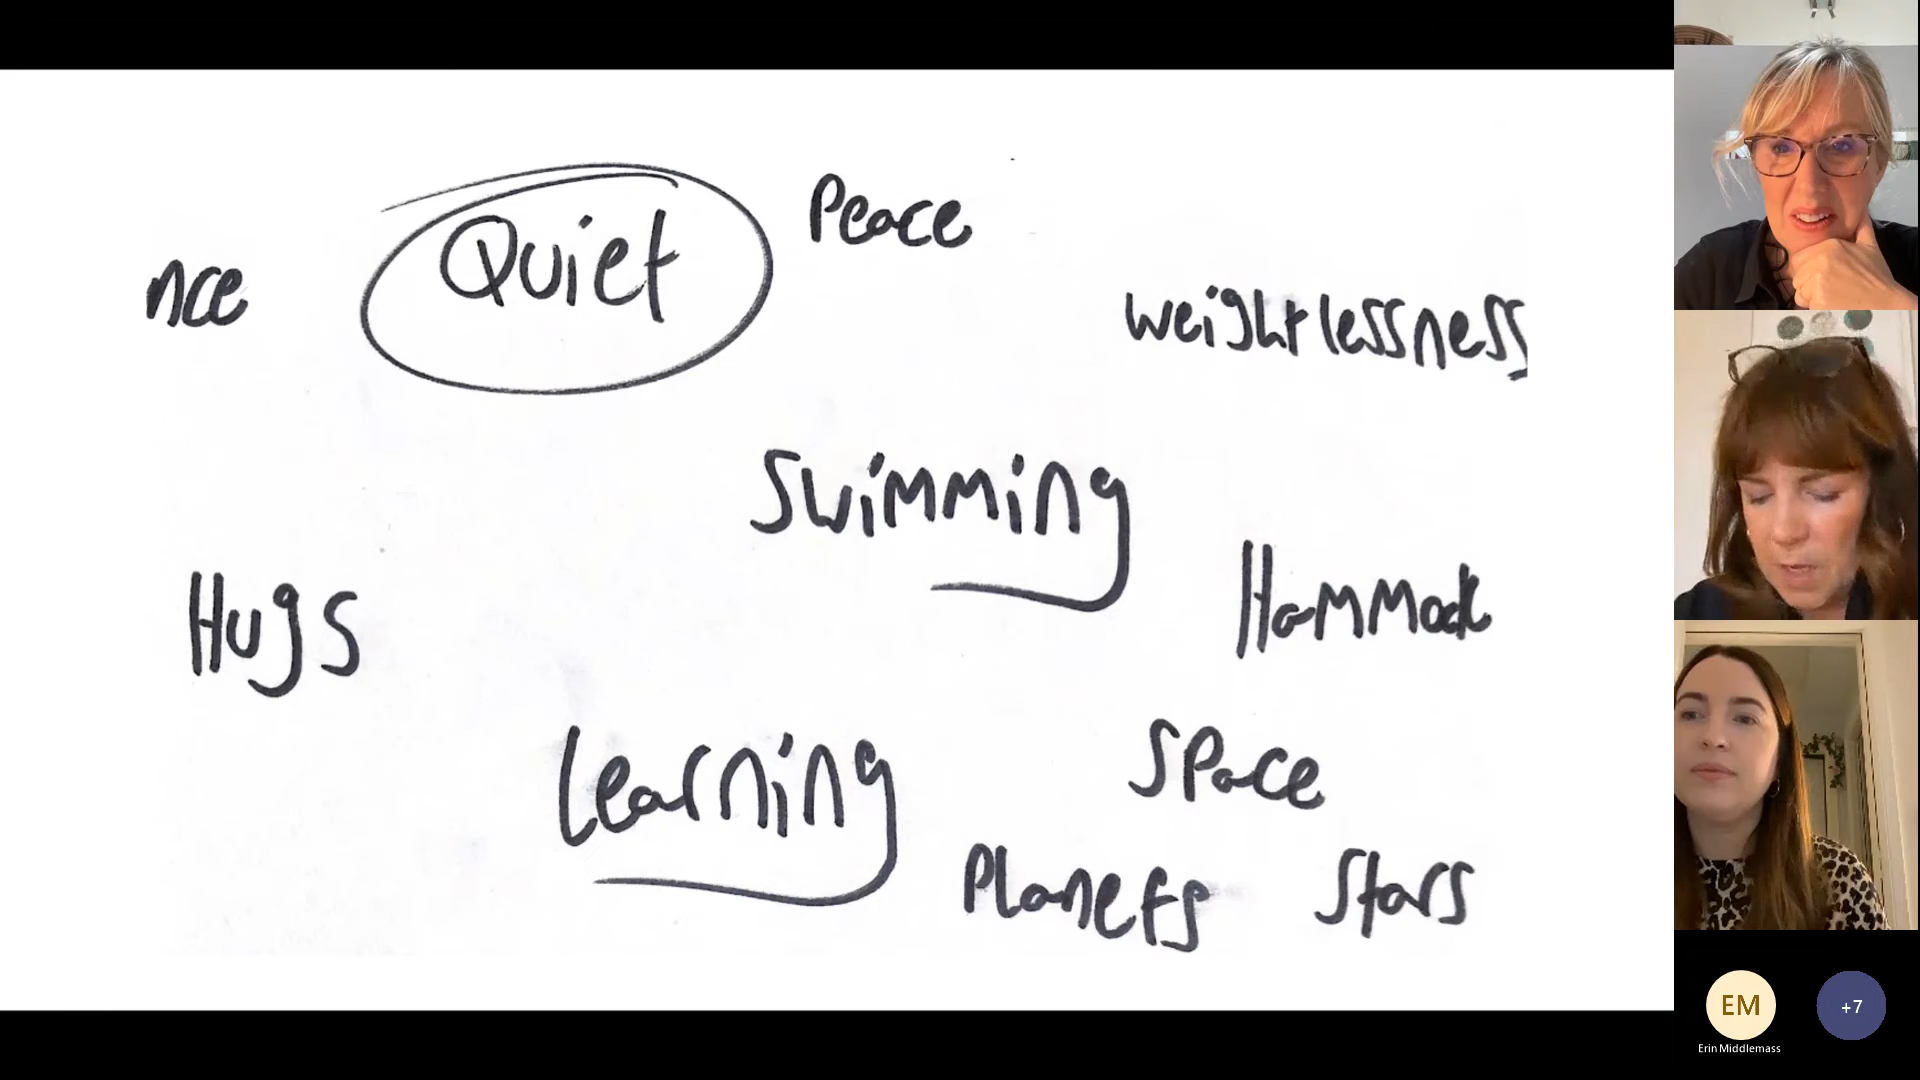 Quiet
Peace
nce
weightlessness
Swimming
Hammock
Hugs
Learning
Space
Planets
Stars
EM
+7
Erin Middlemass